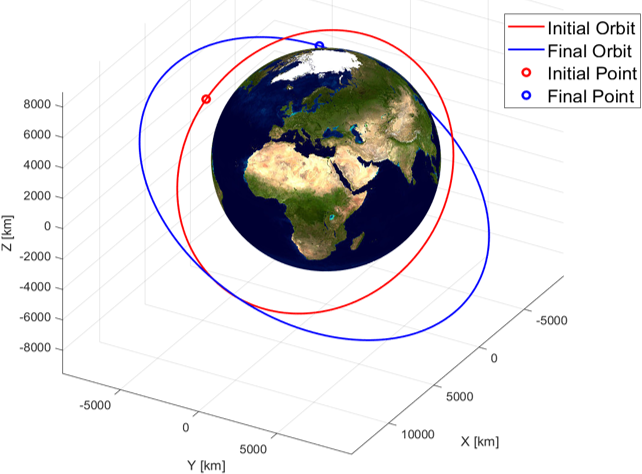 Initial Orbit
Final Orbit
Initial Point
Final Point
8000
6000
4000
2000
0
-2000
-4000
-6000
-8000
Z [km]
-5000
0
5000
Y [km]
-5000
0
5000
10000
X [km]